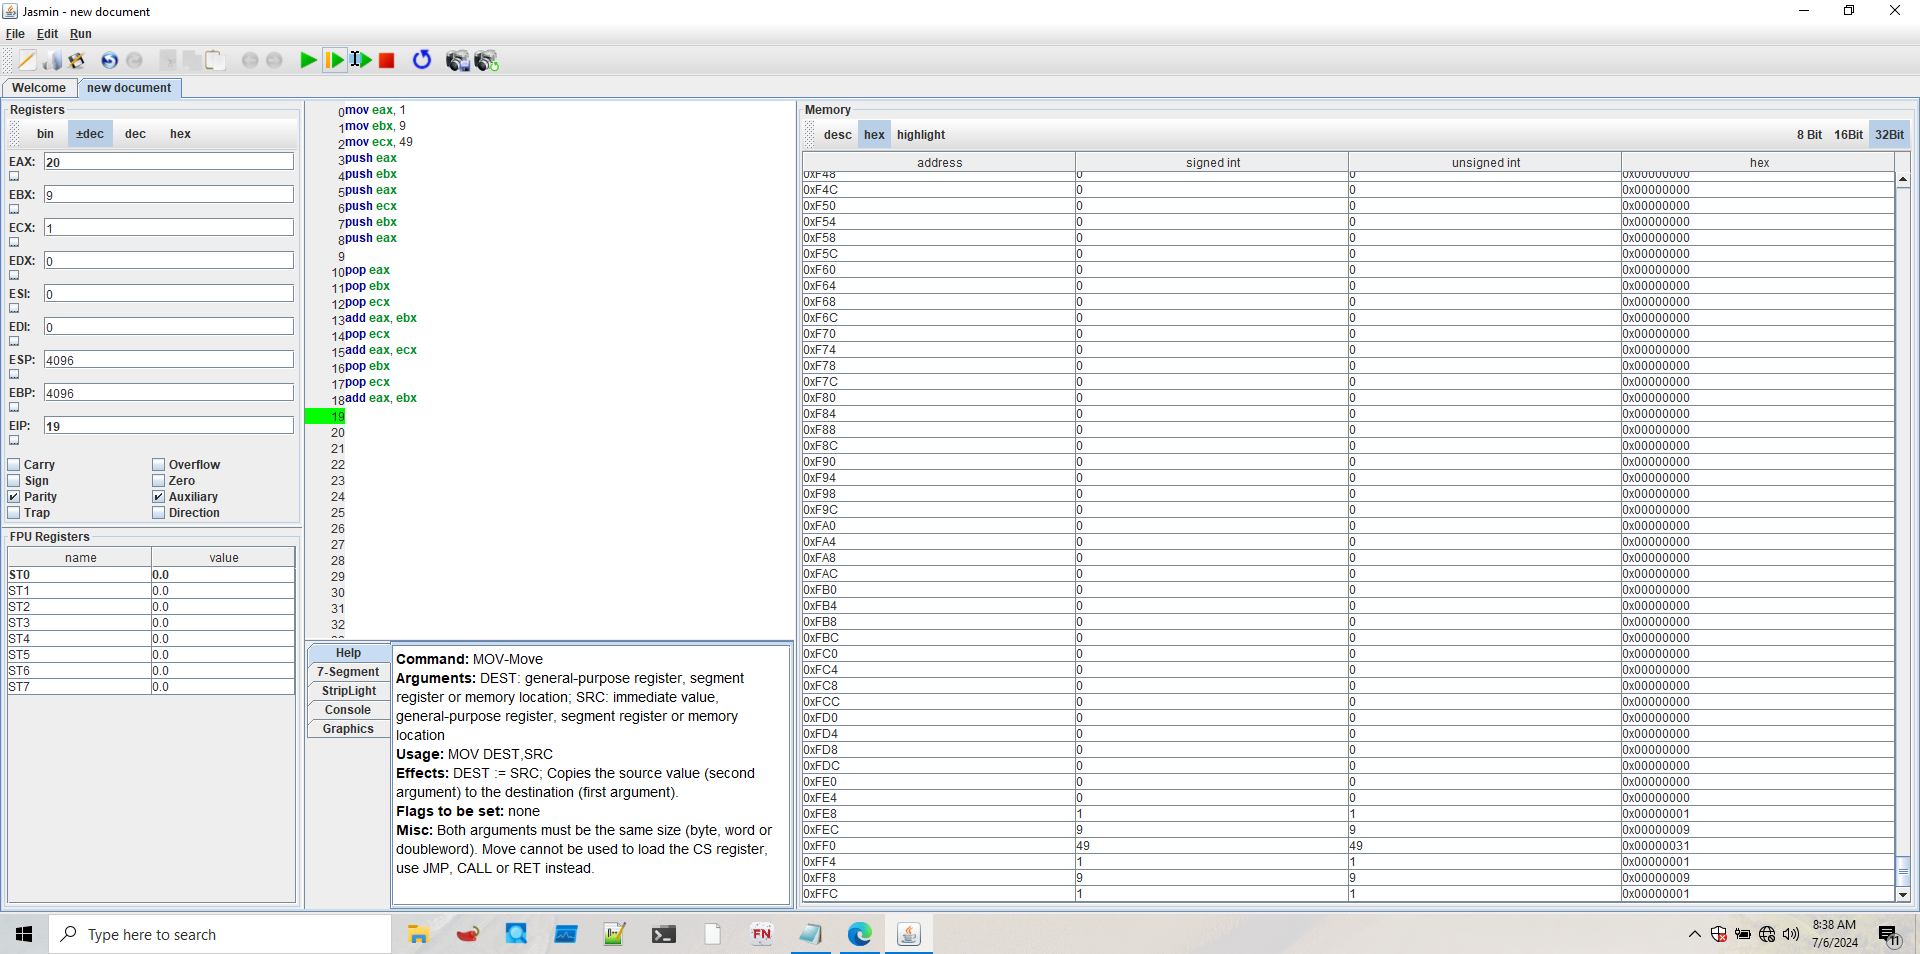 Jasmin - new document
File Edit Run
Welcome new document
Registers
bin ±dec dec hex
EAX: 20
...
EBX: 9
...
ECX: 1
...
EDX: 0
...
ESI: 0
...
EDI: 0
...
ESP: 4096
...
EBP: 4096
...
EIP: 19
...
Carry Overflow
Sign Zero
Parity Auxiliary
Trap Direction
FPU Registers
name value
ST0 0.0
ST1 0.0
ST2 0.0
ST3 0.0
ST4 0.0
ST5 0.0
ST6 0.0
ST7 0.0
0 mov eax, 1
1 mov ebx, 9
2 mov ecx, 49
3 push eax
4 push ebx
5 push eax
6 push ecx
7 push ebx
8 push eax
9
10 pop eax
11 pop ebx
12 pop ecx
13 add eax, ebx
14 pop ecx
15 add eax, ecx
16 pop ebx
17 pop ecx
18 add eax, ebx
19
20
21
22
23
24
25
26
27
28
29
30
31
32
Help
7-Segment
StripLight
Console
Graphics
Command: MOV-Move
Arguments: DEST: general-purpose register, segment
register or memory location; SRC: immediate value,
general-purpose register, segment register or memory
location
Usage: MOV DEST,SRC
Effects: DEST := SRC; Copies the source value (second
argument) to the destination (first argument).
Flags to be set: none
Misc: Both arguments must be the same size (byte, word or
doubleword). Move cannot be used to load the CS register,
use JMP, CALL or RET instead.
Memory
desc hex highlight 8 Bit 16Bit 32Bit
address signed int unsigned int hex
0xF48 0 0 0x00000000
0xF4C 0 0 0x00000000
0xF50 0 0 0x00000000
0xF54 0 0 0x00000000
0xF58 0 0 0x00000000
0xF5C 0 0 0x00000000
0xF60 0 0 0x00000000
0xF64 0 0 0x00000000
0xF68 0 0 0x00000000
0xF6C 0 0 0x00000000
0xF70 0 0 0x00000000
0xF74 0 0 0x00000000
0xF78 0 0 0x00000000
0xF7C 0 0 0x00000000
0xF80 0 0 0x00000000
0xF84 0 0 0x00000000
0xF88 0 0 0x00000000
0xF8C 0 0 0x00000000
0xF90 0 0 0x00000000
0xF94 0 0 0x00000000
0xF98 0 0 0x00000000
0xF9C 0 0 0x00000000
0xFA0 0 0 0x00000000
0xFA4 0 0 0x00000000
0xFA8 0 0 0x00000000
0xFAC 0 0 0x00000000
0xFB0 0 0 0x00000000
0xFB4 0 0 0x00000000
0xFB8 0 0 0x00000000
0xFBC 0 0 0x00000000
0xFC0 0 0 0x00000000
0xFC4 0 0 0x00000000
0xFC8 0 0 0x00000000
0xFCC 0 0 0x00000000
0xFD0 0 0 0x00000000
0xFD4 0 0 0x00000000
0xFD8 0 0 0x00000000
0xFDC 0 0 0x00000000
0xFE0 0 0 0x00000000
0xFE4 0 0 0x00000000
0xFE8 1 1 0x00000001
0xFEC 9 9 0x00000009
0xFF0 49 49 0x00000031
0xFF4 1 1 0x00000001
0xFF8 9 9 0x00000009
0xFFC 1 1 0x00000001
Type here to search
FN
8:38 AM
7/6/2024
11